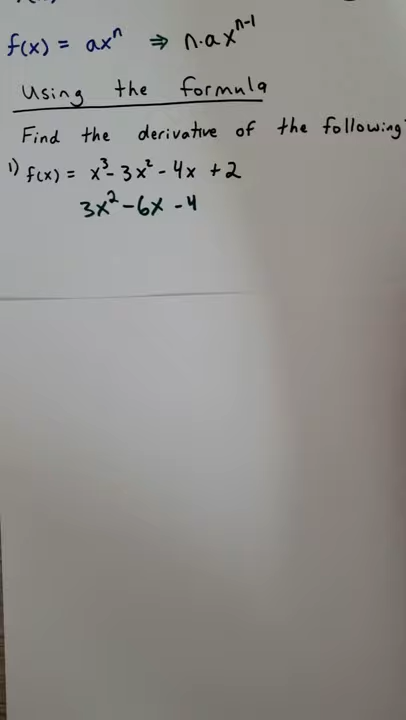 f(x) = axⁿ ⇒ n·axⁿ⁻¹
Using the formula
Find the derivative of the following
1) f(x) = x³ - 3x² - 4x + 2
3x² - 6x - 4